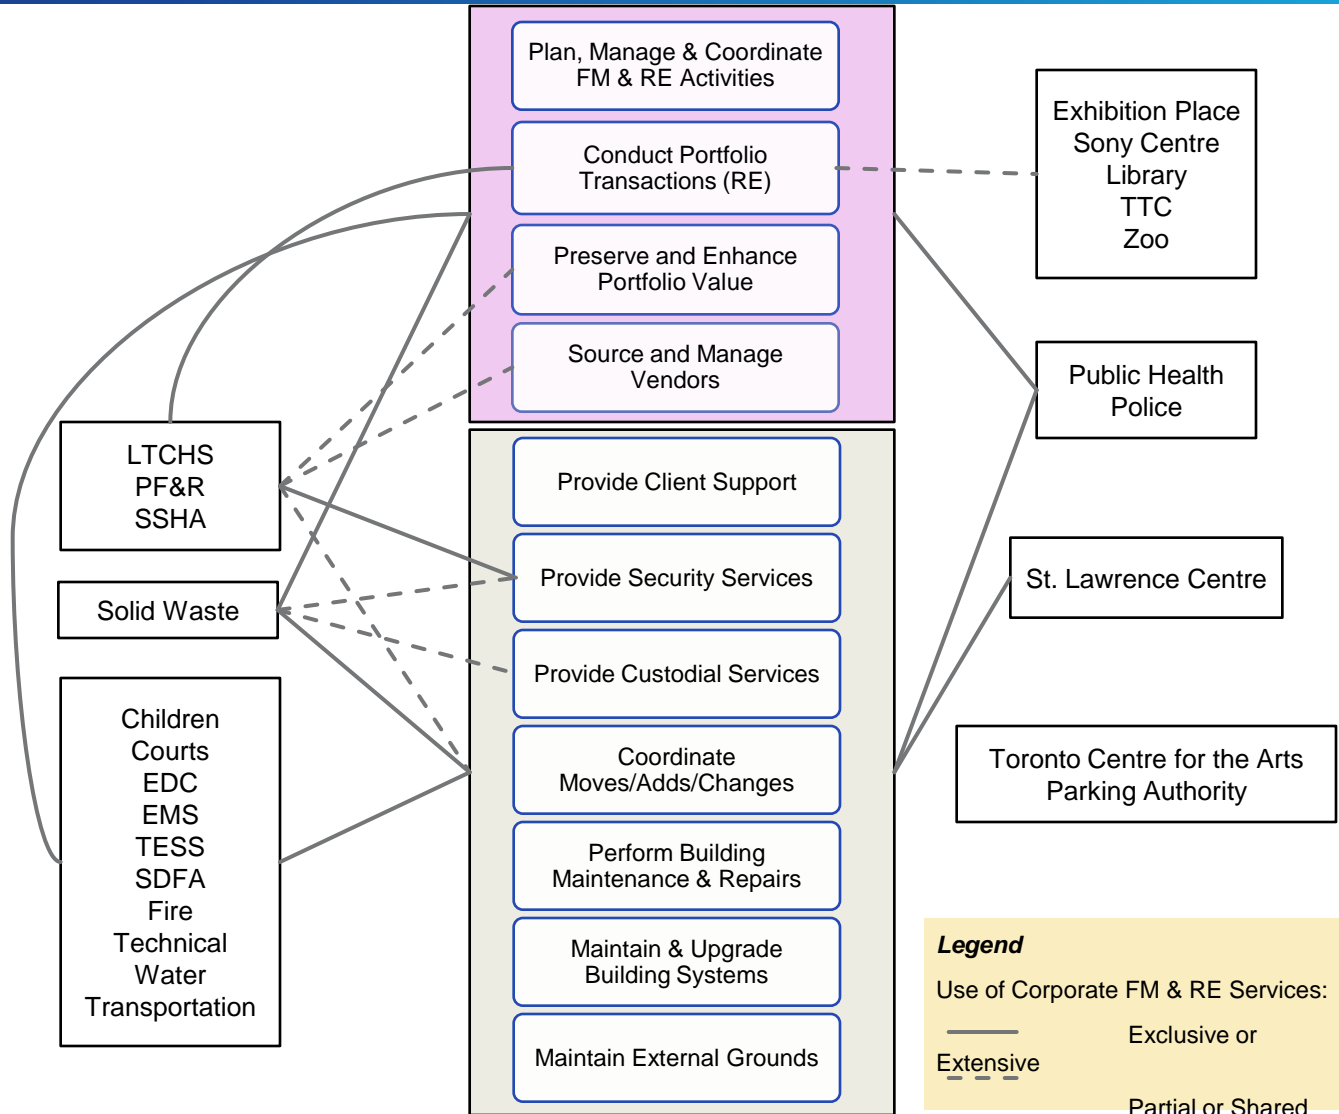 Plan, Manage & Coordinate
FM & RE Activities
Conduct Portfolio
Transactions (RE)
Preserve and Enhance
Portfolio Value
Source and Manage
Vendors
Provide Client Support
Provide Security Services
Provide Custodial Services
Coordinate
Moves/Adds/Changes
Perform Building
Maintenance & Repairs
Maintain & Upgrade
Building Systems
Maintain External Grounds
LTCHS
PF&R
SSHA
Solid Waste
Children
Courts
EDC
EMS
TESS
SDFA
Fire
Technical
Water
Transportation
Exhibition Place
Sony Centre
Library
TTC
Zoo
Public Health
Police
St. Lawrence Centre
Toronto Centre for the Arts
Parking Authority
Legend
Use of Corporate FM & RE Services:
Exclusive or
Extensive
Partial or Shared